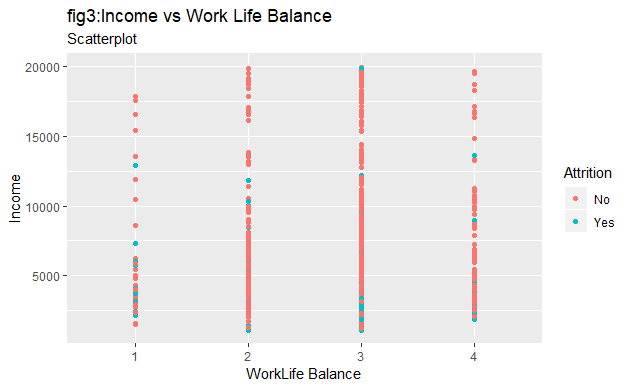 fig3:Income vs Work Life Balance
Scatterplot
20000
15000
10000
5000
Income
1 2 3 4
WorkLife Balance
Attrition
No
Yes